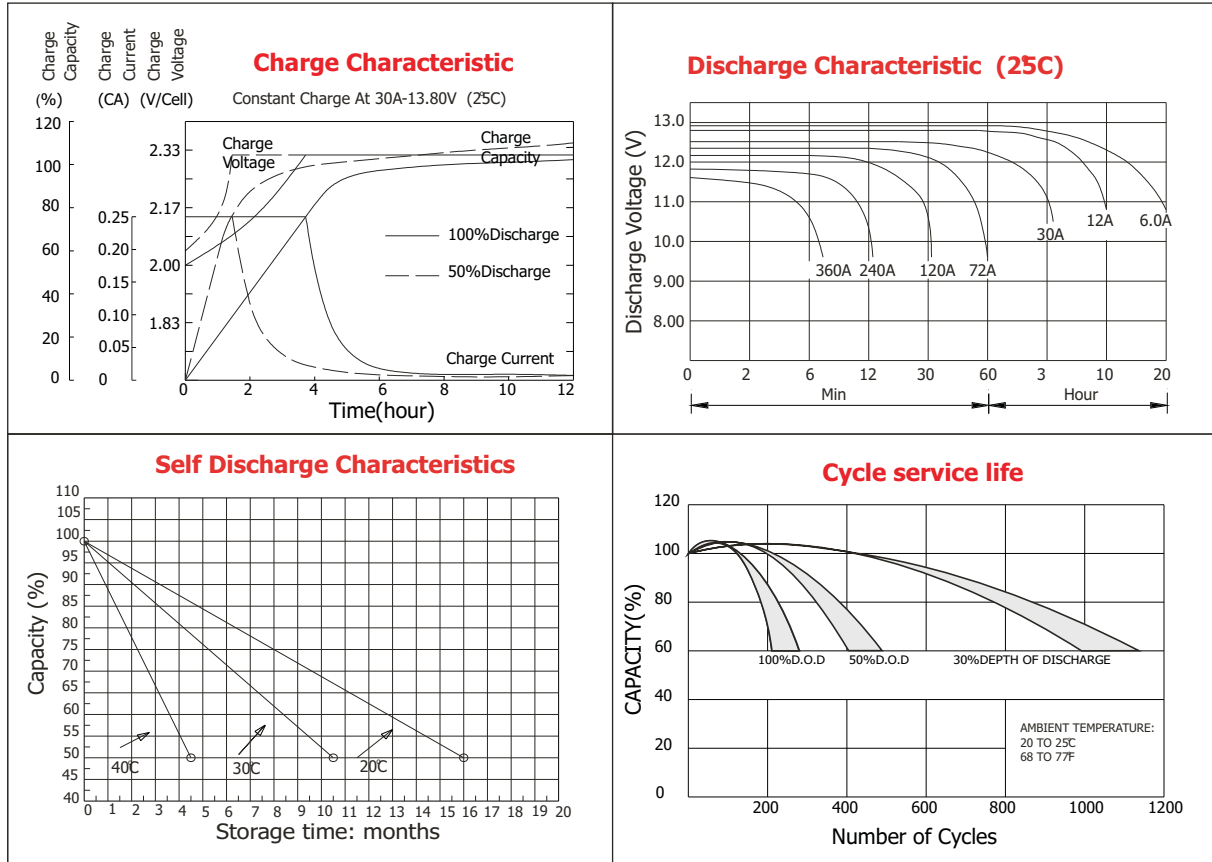 Charge Capacity
Charge Current
Charge Voltage
(%)
(CA)
(V/Cell)
Charge Characteristic
Constant Charge At 30A-13.80V (25°C)
120
100
80
60
40
20
0
0.25
0.20
0.15
0.10
0.05
0
2.33
2.17
2.00
1.83
Charge Voltage
Charge Capacity
100%Discharge
50%Discharge
Charge Current
0 2 4 6 8 10 12
Time(hour)
Discharge Characteristic (25°C)
Discharge Voltage (V)
13.0
12.0
11.0
10.0
9.00
8.00
360A 240A 120A 72A 30A 12A 6.0A
0 2 6 12 30 60 3 10 20
Min Hour
Self Discharge Characteristics
Capacity (%)
110
105
100
95
90
85
80
75
70
65
60
55
50
45
40
40°C 30°C 20°C
0 1 2 3 4 5 6 7 8 9 10 11 12 13 14 15 16 17 18 19 20
Storage time: months
Cycle service life
CAPACITY(%)
120
100
80
60
40
20
0
100%D.O.D 50%D.O.D 30%DEPTH OF DISCHARGE
AMBIENT TEMPERATURE:
20 TO 25°C
68 TO 77°F
200 400 600 800 1000 1200
Number of Cycles